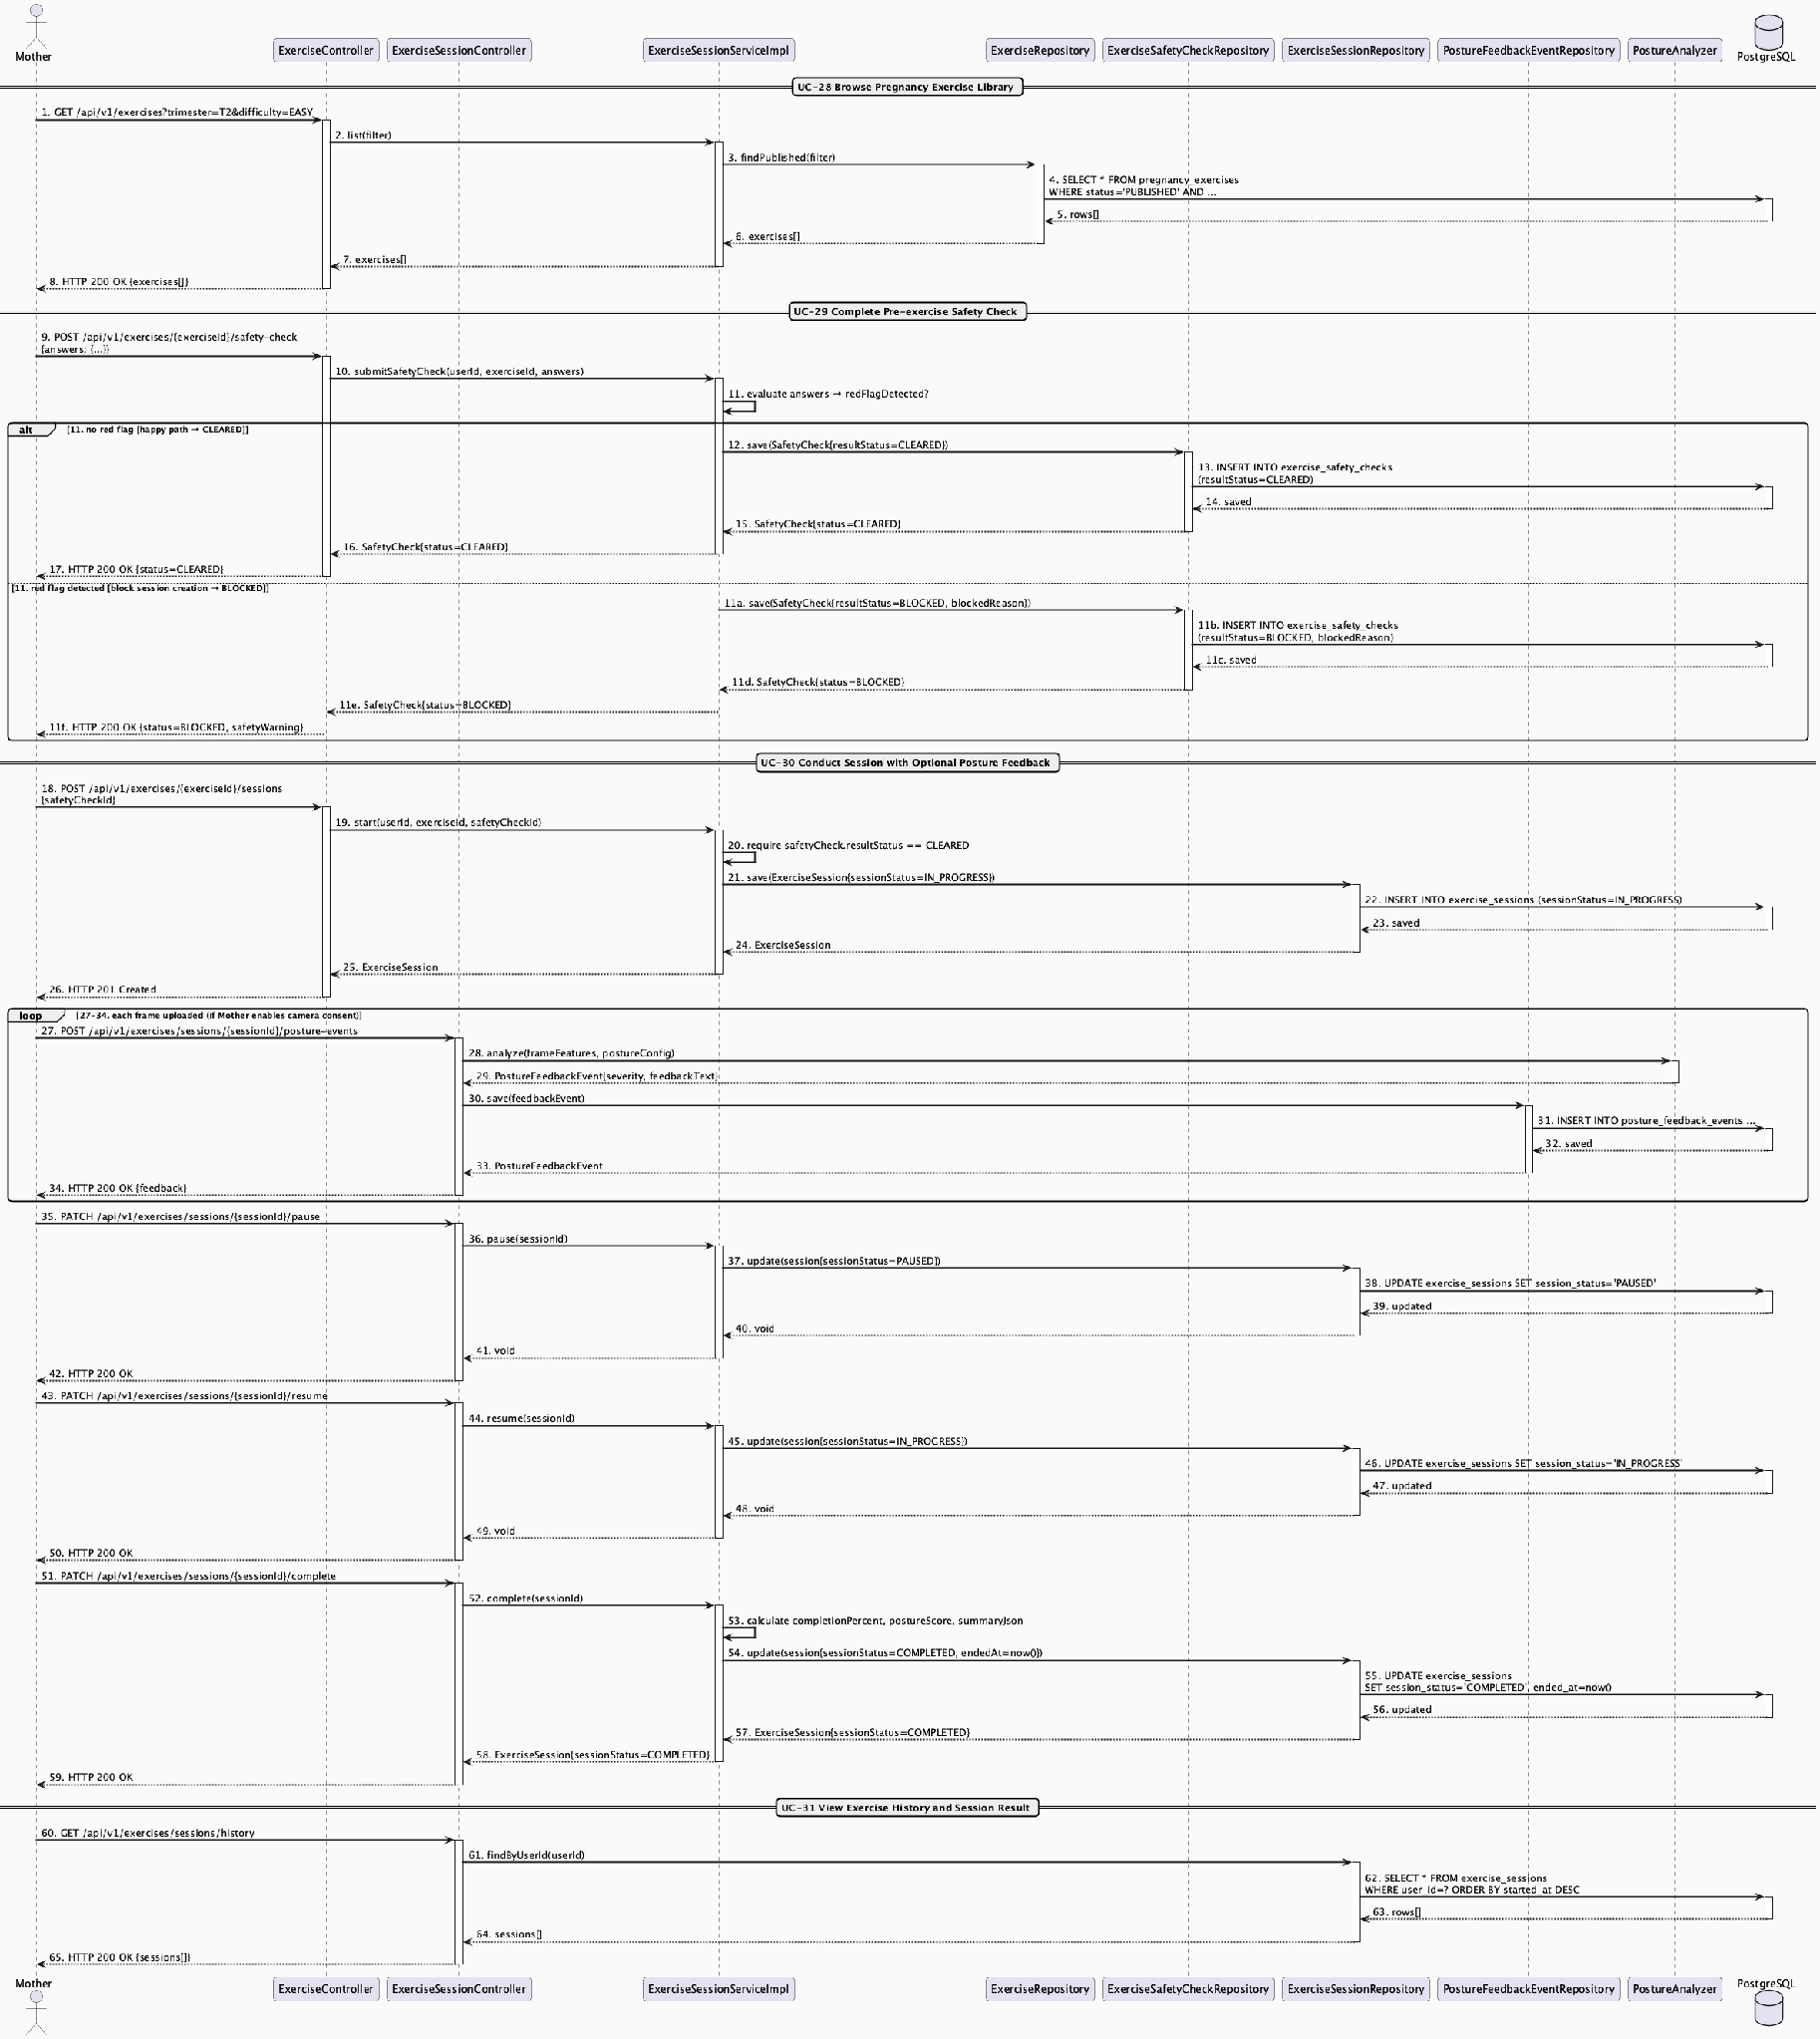 Mother
ExerciseController
ExerciseSessionController
ExerciseSessionServiceImpl
ExerciseRepository
ExerciseSafetyCheckRepository
ExerciseSessionRepository
PostureFeedbackEventRepository
PostureAnalyzer
PostgreSQL
UC-28 Browse Pregnancy Exercise Library
1. GET /api/v1/exercises?trimester=T2&difficulty=EASY
2. list(filter)
3. findPublished(filter)
4. SELECT * FROM pregnancy_exercises
WHERE status='PUBLISHED' AND ...
5. rows[]
6. exercises[]
7. exercises[]
8. HTTP 200 OK {exercises[]}
UC-29 Complete Pre-exercise Safety Check
9. POST /api/v1/exercises/{exerciseId}/safety-check
{answers: {...}}
10. submitSafetyCheck(userId, exerciseId, answers)
11. evaluate answers → redFlagDetected?
alt
[11. no red flag [happy path → CLEARED]]
12. save(SafetyCheck{resultStatus=CLEARED})
13. INSERT INTO exercise_safety_checks
(resultStatus=CLEARED)
14. saved
15. SafetyCheck{status=CLEARED}
16. SafetyCheck{status=CLEARED}
17. HTTP 200 OK {status=CLEARED}
[11. red flag detected [block session creation → BLOCKED]]
11a. save(SafetyCheck{resultStatus=BLOCKED, blockedReason})
11b. INSERT INTO exercise_safety_checks
(resultStatus=BLOCKED, blockedReason)
11c. saved
11d. SafetyCheck{status=BLOCKED}
11e. SafetyCheck{status=BLOCKED}
11f. HTTP 200 OK {status=BLOCKED, safetyWarning}
UC-30 Conduct Session with Optional Posture Feedback
18. POST /api/v1/exercises/{exerciseId}/sessions
{safetyCheckId}
19. start(userId, exerciseId, safetyCheckId)
20. require safetyCheck.resultStatus == CLEARED
21. save(ExerciseSession{sessionStatus=IN_PROGRESS})
22. INSERT INTO exercise_sessions (sessionStatus=IN_PROGRESS)
23. saved
24. ExerciseSession
25. ExerciseSession
26. HTTP 201 Created
loop
[27-34. each frame uploaded (if Mother enables camera consent)]
27. POST /api/v1/exercises/sessions/{sessionId}/posture-events
28. analyze(frameFeatures, postureConfig)
29. PostureFeedbackEvent{severity, feedbackText}
30. save(feedbackEvent)
31. INSERT INTO posture_feedback_events ...
32. saved
33. PostureFeedbackEvent
34. HTTP 200 OK {feedback}
35. PATCH /api/v1/exercises/sessions/{sessionId}/pause
36. pause(sessionId)
37. update(session{sessionStatus=PAUSED})
38. UPDATE exercise_sessions SET session_status='PAUSED'
39. updated
40. void
41. void
42. HTTP 200 OK
43. PATCH /api/v1/exercises/sessions/{sessionId}/resume
44. resume(sessionId)
45. update(session{sessionStatus=IN_PROGRESS})
46. UPDATE exercise_sessions SET session_status='IN_PROGRESS'
47. updated
48. void
49. void
50. HTTP 200 OK
51. PATCH /api/v1/exercises/sessions/{sessionId}/complete
52. complete(sessionId)
53. calculate completionPercent, postureScore, summaryJson
54. update(session{sessionStatus=COMPLETED, endedAt=now()})
55. UPDATE exercise_sessions
SET session_status='COMPLETED', ended_at=now()
56. updated
57. ExerciseSession{sessionStatus=COMPLETED}
58. ExerciseSession{sessionStatus=COMPLETED}
59. HTTP 200 OK
UC-31 View Exercise History and Session Result
60. GET /api/v1/exercises/sessions/history
61. findByUserId(userId)
62. SELECT * FROM exercise_sessions
WHERE user_id=? ORDER BY started_at DESC
63. rows[]
64. sessions[]
65. HTTP 200 OK {sessions[]}
Mother
ExerciseController
ExerciseSessionController
ExerciseSessionServiceImpl
ExerciseRepository
ExerciseSafetyCheckRepository
ExerciseSessionRepository
PostureFeedbackEventRepository
PostureAnalyzer
PostgreSQL